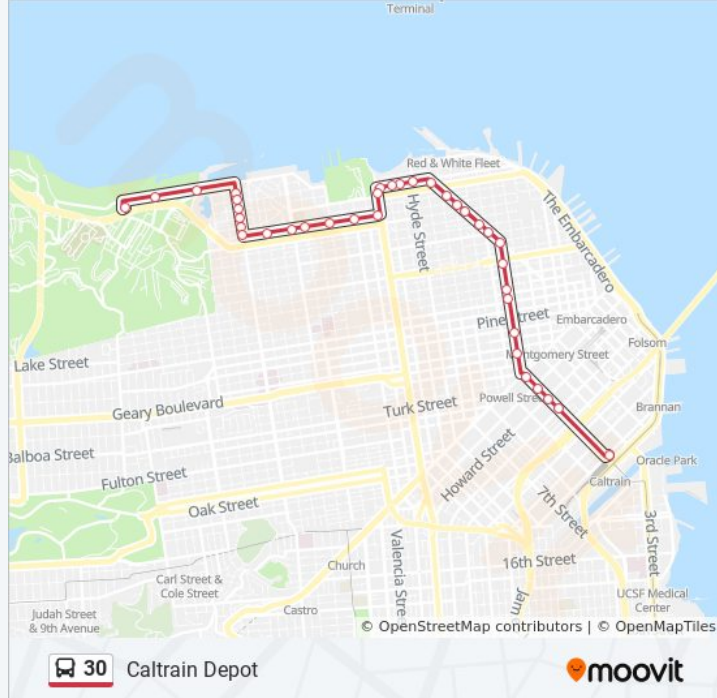 Terminal
Red & White Fleet
Hyde Street
The Embarcadero
Pine Street
Embarcadero
Lake Street
Montgomery Street
Folsom
Geary Boulevard
Turk Street
Powell Street
Brannan
Balboa Street
Howard Street
Oracle Park
Fulton Street
Caltrain
7th Street
Oak Street
3rd Street
Valencia Stre
16th Street
Church
Carl Street &
Cole Street
Jam
UCSF Medical
Center
Castro
Judah Street
& 9th Avenue
© OpenStreetMap contributors | © OpenMapTiles
30 Caltrain Depot
moovit